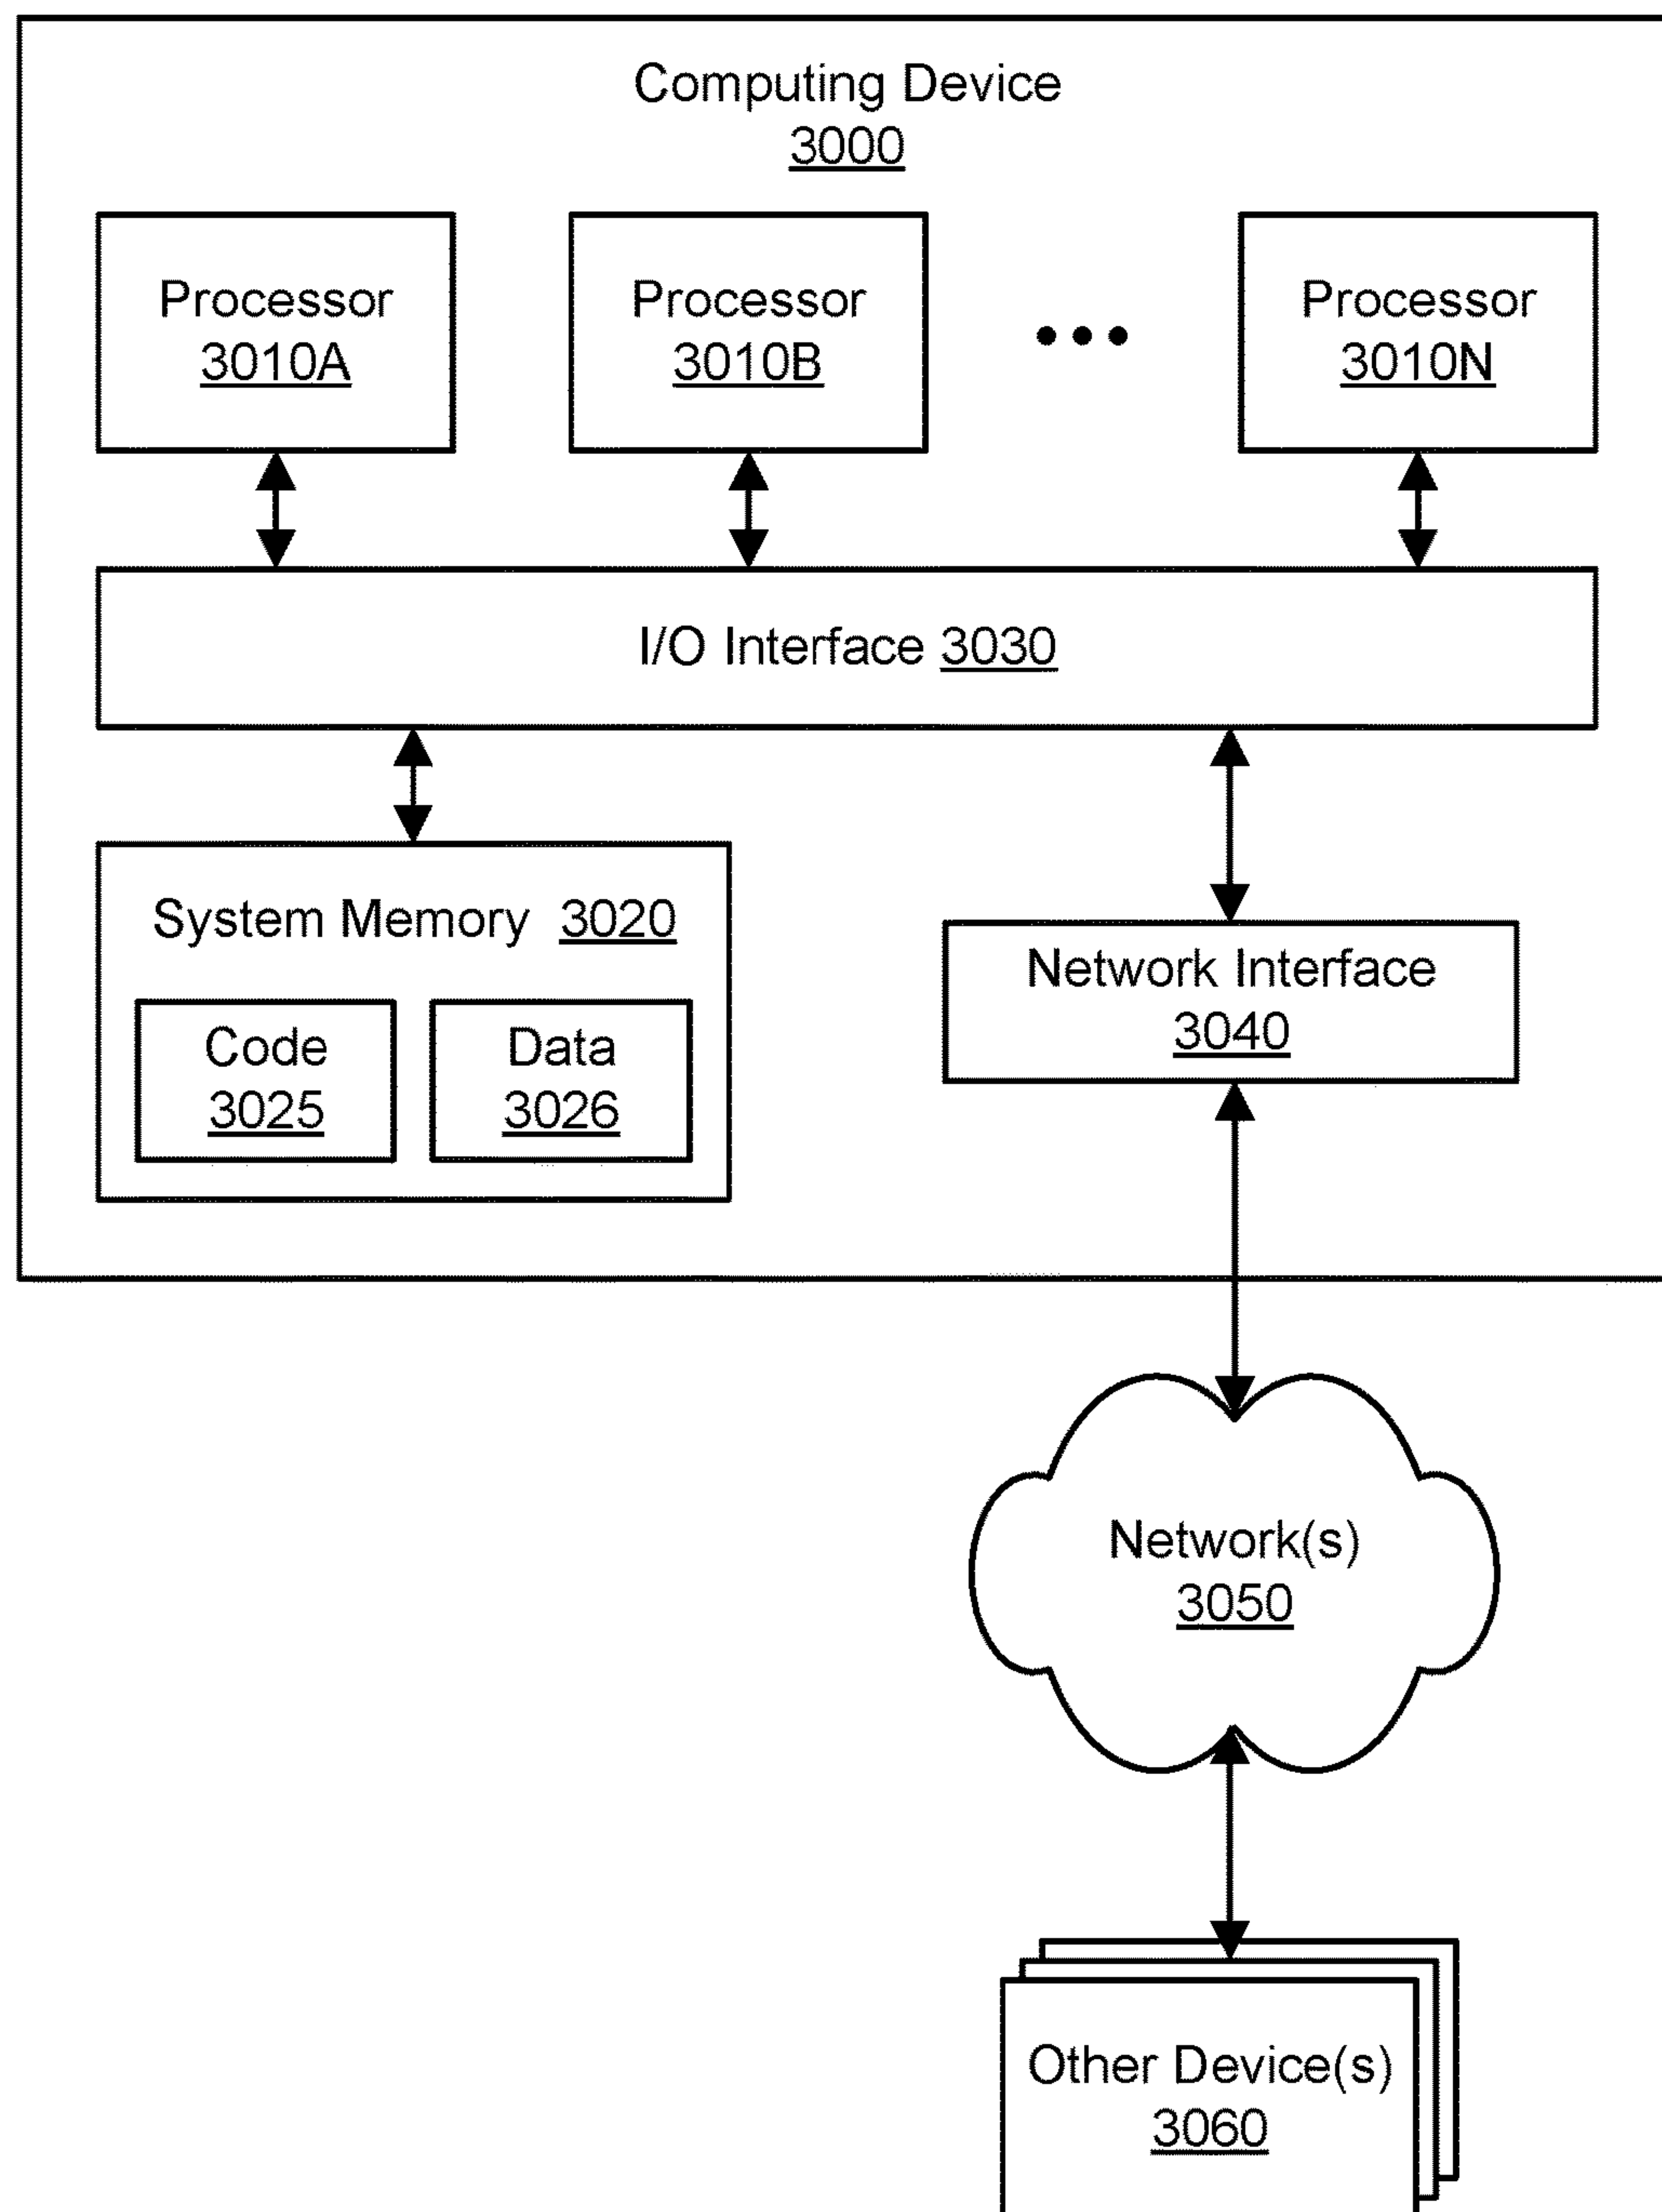 Computing Device
3000
Processor
3010A
Processor
3010B
•••
Processor
3010N
I/O Interface 3030
System Memory 3020
Code
3025
Data
3026
Network Interface
3040
Network(s)
3050
Other Device(s)
3060